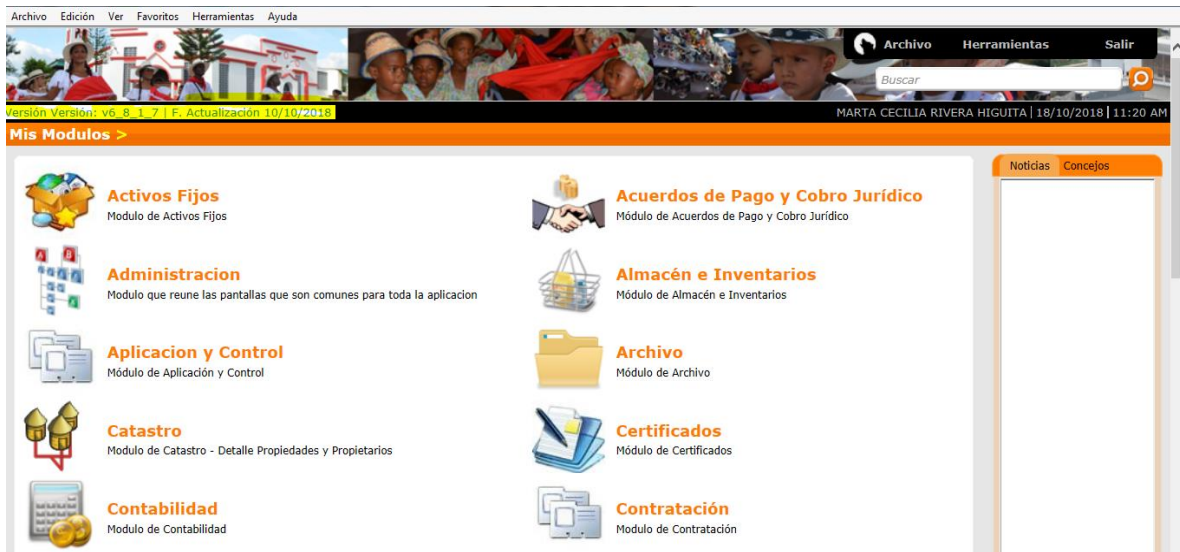 Archivo Edición Ver Favoritos Herramientas Ayuda
Archivo Herramientas Salir
Buscar
Versión Versión: v6_8_1_7 | F. Actualización 10/10/2018
MARTA CECILIA RIVERA HIGUITA | 18/10/2018 | 11:20 AM
Mis Modulos >
Noticias Concejos
Activos Fijos
Modulo de Activos Fijos
Acuerdos de Pago y Cobro Jurídico
Módulo de Acuerdos de Pago y Cobro Jurídico
Administracion
Modulo que reune las pantallas que son comunes para toda la aplicacion
Almacén e Inventarios
Módulo de Almacén e Inventarios
Aplicacion y Control
Módulo de Aplicación y Control
Archivo
Módulo de Archivo
Catastro
Modulo de Catastro - Detalle Propiedades y Propietarios
Certificados
Módulo de Certificados
Contabilidad
Modulo de Contabilidad
Contratación
Modulo de Contratación